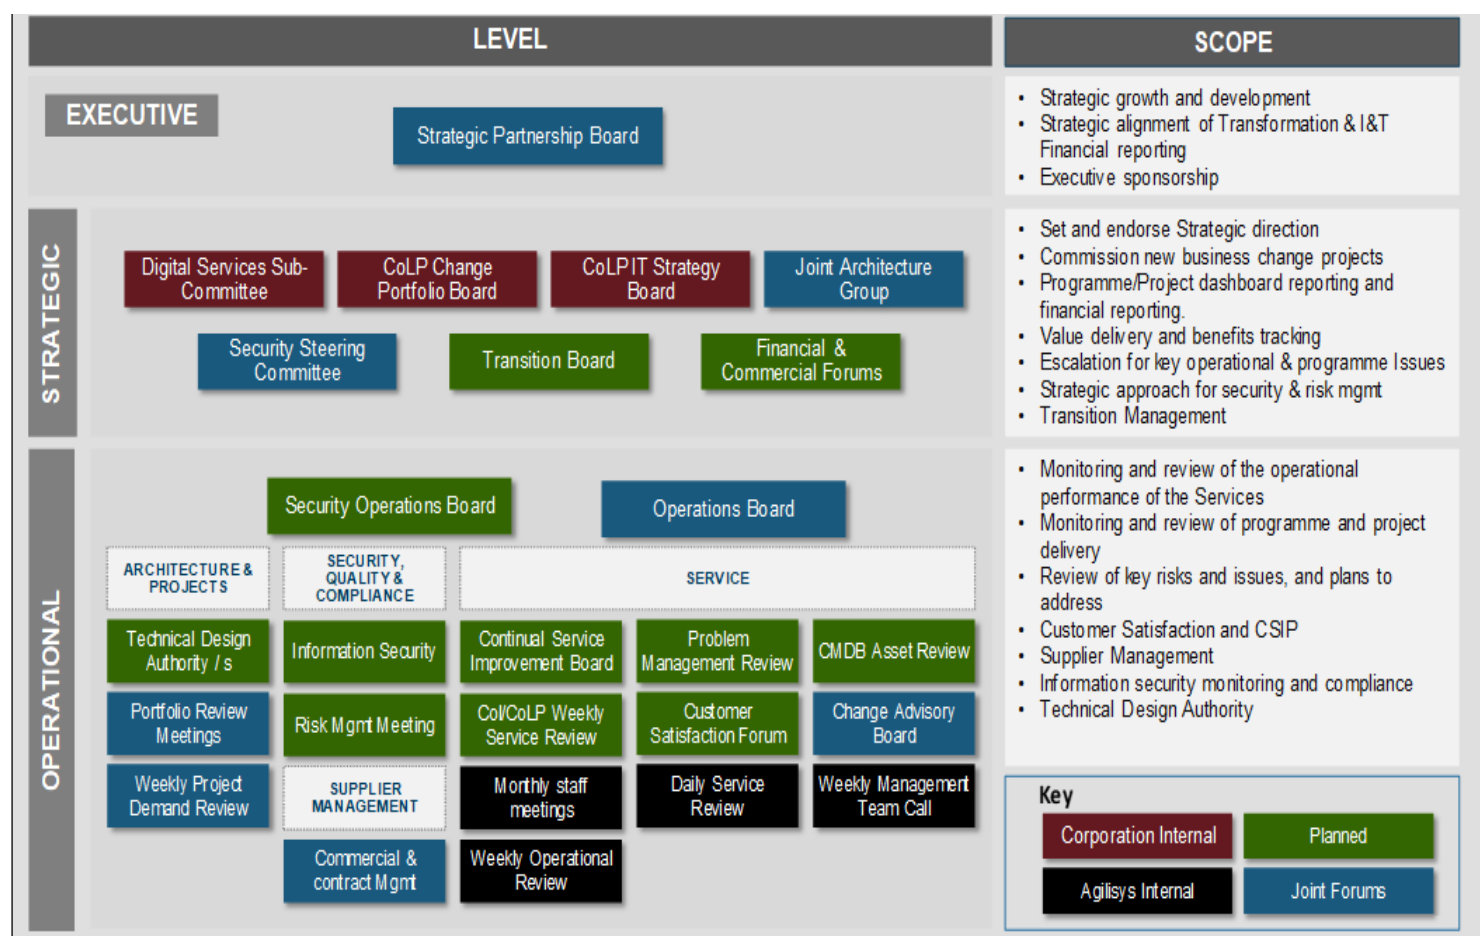 LEVEL
SCOPE
EXECUTIVE
Strategic Partnership Board
• Strategic growth and development
• Strategic alignment of Transformation & I&T
Financial reporting
• Executive sponsorship
STRATEGIC
Digital Services Sub-
Committee
CoLP Change
Portfolio Board
CoLP IT Strategy
Board
Joint Architecture
Group
Security Steering
Committee
Transition Board
Financial &
Commercial Forums
• Set and endorse Strategic direction
• Commission new business change projects
• Programme/Project dashboard reporting and
financial reporting.
• Value delivery and benefits tracking
• Escalation for key operational & programme Issues
• Strategic approach for security & risk mgmt
• Transition Management
OPERATIONAL
Security Operations Board
Operations Board
ARCHITECTURE &
PROJECTS
SECURITY,
QUALITY &
COMPLIANCE
SERVICE
Technical Design
Authority / s
Information Security
Continual Service
Improvement Board
Problem
Management Review
CMDB Asset Review
Portfolio Review
Meetings
Risk Mgmt Meeting
Col/CoLP Weekly
Service Review
Customer
Satisfaction Forum
Change Advisory
Board
Weekly Project
Demand Review
SUPPLIER
MANAGEMENT
Monthly staff
meetings
Daily Service
Review
Weekly Management
Team Call
Commercial &
contract Mgmt
Weekly Operational
Review
• Monitoring and review of the operational
performance of the Services
• Monitoring and review of programme and project
delivery
• Review of key risks and issues, and plans to
address
• Customer Satisfaction and CSIP
• Supplier Management
• Information security monitoring and compliance
• Technical Design Authority
Key
Corporation Internal
Planned
Agilisys Internal
Joint Forums